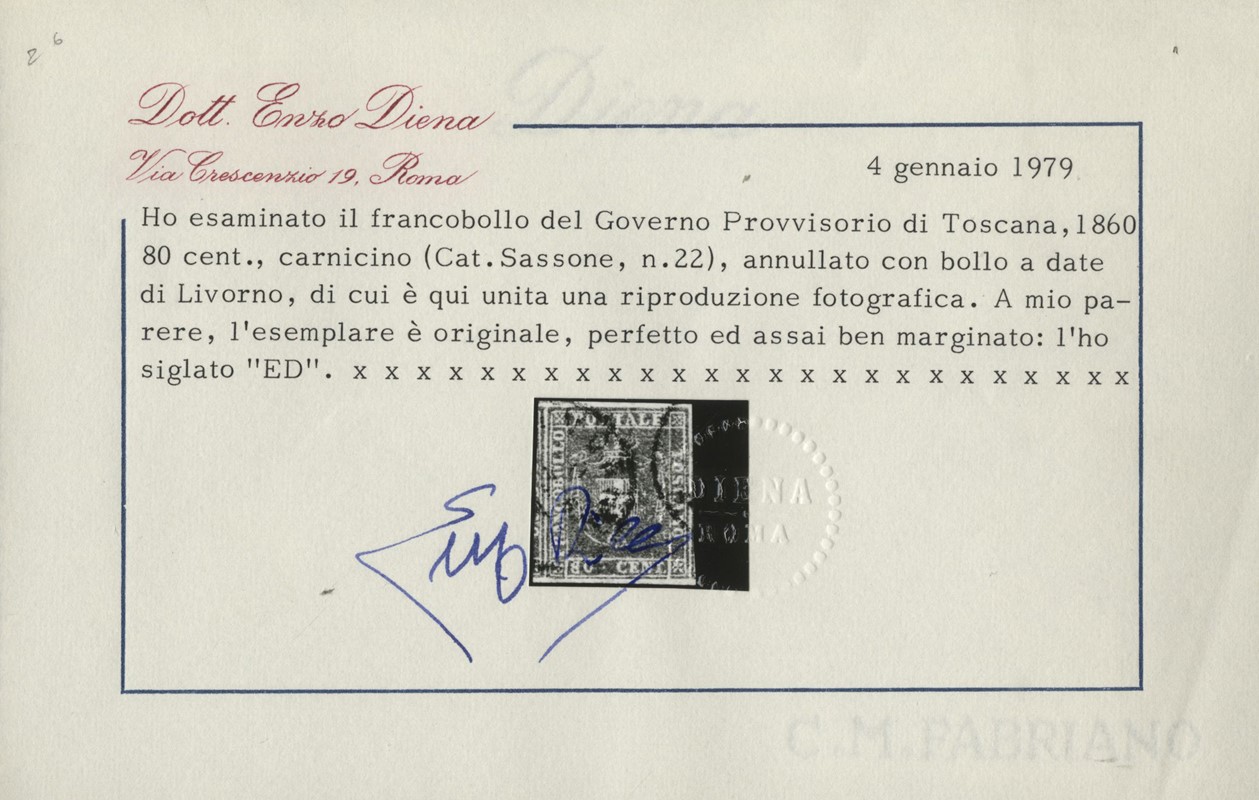 26
Diena
Dott. Enzo Diena
Via Crescenzio 19, Roma
4 gennaio 1979
Ho esaminato il francobollo del Governo Provvisorio di Toscana,1860
80 cent., carnicino (Cat.Sassone, n.22), annullato con bollo a date
di Livorno, di cui è qui unita una riproduzione fotografica. A mio pa-
rere, l'esemplare è originale, perfetto ed assai ben marginato: l'ho
siglato "ED". x x x x x x x x x x x x x x x x x x x x x x x x x
POSTALE
80 CENT
DIENA
ROMA
C.M.FABRIANO